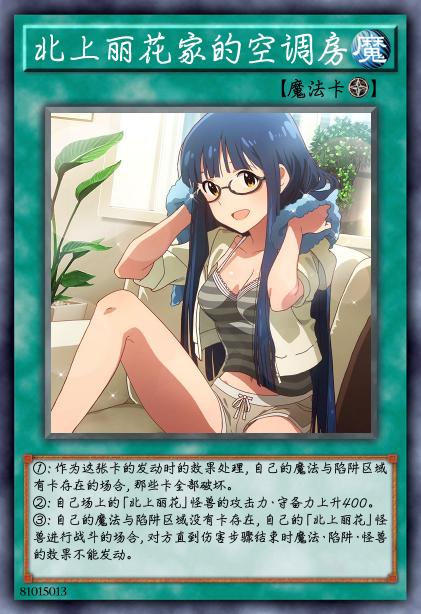 北上丽花家的空调房 魔
【魔法卡】
①：作为这张卡的发动时的效果处理，自己的魔法与陷阱区域
有卡存在的场合，那些卡全部破坏。
②：自己场上的「北上丽花」怪兽的攻击力·守备力上升400。
③：自己的魔法与陷阱区域没有卡存在，自己的「北上丽花」怪
兽进行战斗的场合，对方直到伤害步骤结束时魔法·陷阱·怪兽
的效果不能发动。
81015013